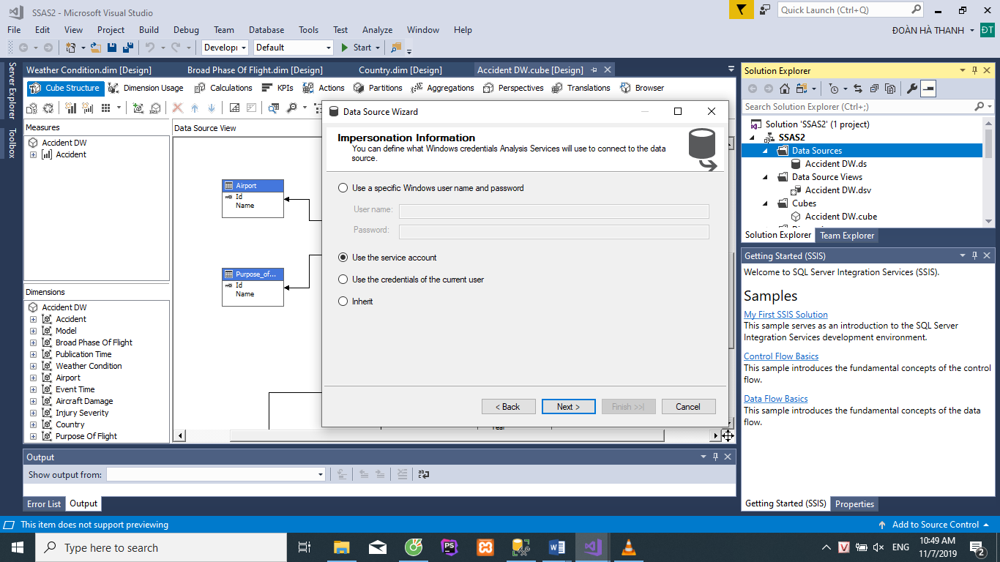 SSAS2 - Microsoft Visual Studio
Quick Launch (Ctrl+Q)
File Edit View Project Build Debug Team Database Tools Test Analyze Window Help
ĐOÀN HÀ THANH ĐT
Developı Default Start
Server Explorer
Toolbox
Weather Condition.dim [Design] Broad Phase Of Flight.dim [Design] Country.dim [Design] Accident DW.cube [Design]
Cube Structure Dimension Usage Calculations KPIs Actions Partitions Aggregations Perspectives Translations Browser
Measures
Accident DW
Accident
Dimensions
Accident DW
Accident
Model
Broad Phase Of Flight
Publication Time
Weather Condition
Airport
Event Time
Aircraft Damage
Injury Severity
Country
Purpose Of Flight
Data Source View
Airport
Id
Name
Purpose_of...
Id
Name
Year
Data Source Wizard
Impersonation Information
You can define what Windows credentials Analysis Services will use to connect to the data
source.
Use a specific Windows user name and password
User name:
Password:
Use the service account
Use the credentials of the current user
Inherit
< Back Next > Finish >>| Cancel
Solution Explorer
Search Solution Explorer (Ctrl+;)
Solution 'SSAS2' (1 project)
SSAS2
Data Sources
Accident DW.ds
Data Source Views
Accident DW.dsv
Cubes
Accident DW.cube
Solution Explorer Team Explorer
Getting Started (SSIS)
Welcome to SQL Server Integration Services (SSIS).
Samples
My First SSIS Solution
This sample serves as an introduction to the SQL Server
Integration Services development environment.
Control Flow Basics
This sample introduces the fundamental concepts of the control
flow.
Data Flow Basics
This sample introduces the fundamental concepts of the data
flow.
Getting Started (SSIS) Properties
Output
Show output from:
Error List Output
This item does not support previewing
Add to Source Control
Type here to search
PS
V
ENG
10:49 AM
11/7/2019
2